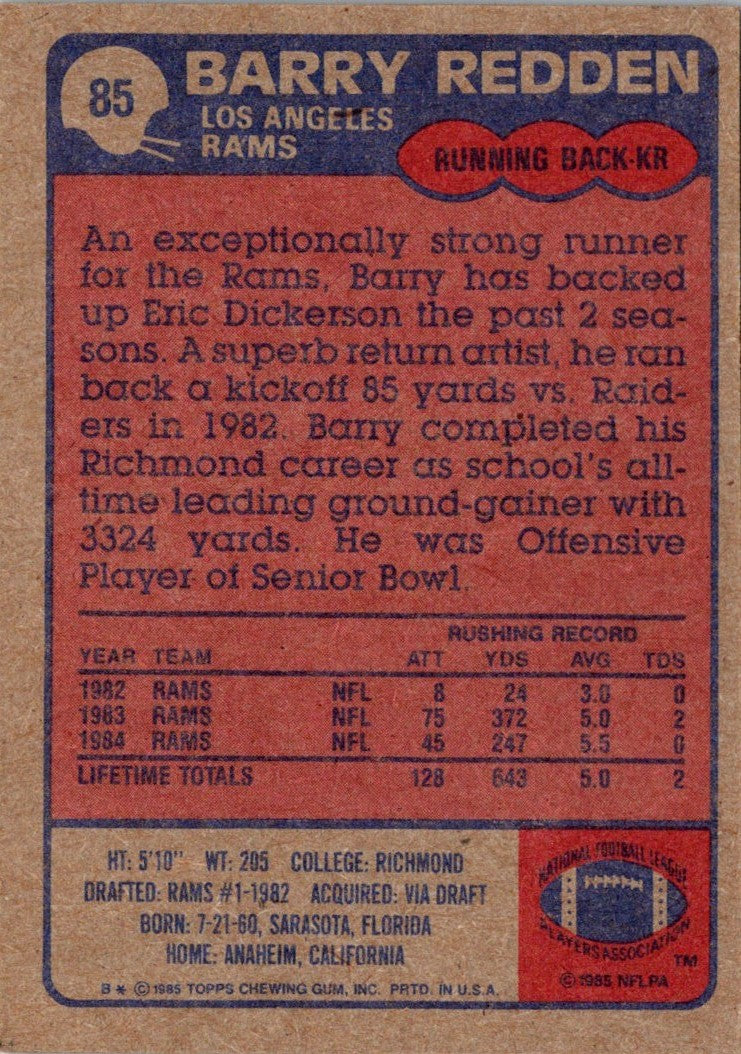 85
BARRY REDDEN
LOS ANGELES
RAMS
RUNNING BACK-KR
An exceptionally strong runner
for the Rams, Barry has backed
up Eric Dickerson the past 2 sea-
sons. A superb return artist, he ran
back a kickoff 85 yards vs. Raid-
ers in 1982. Barry completed his
Richmond career as school's all-
time leading ground-gainer with
3324 yards. He was Offensive
Player of Senior Bowl.
RUSHING RECORD
YEAR TEAM ATT YDS AVG TDS
1982 RAMS NFL 8 24 3.0 0
1983 RAMS NFL 75 372 5.0 2
1984 RAMS NFL 45 247 5.5 0
LIFETIME TOTALS 128 643 5.0 2
HT: 5'10" WT: 205 COLLEGE: RICHMOND
DRAFTED: RAMS #1-1982 ACQUIRED: VIA DRAFT
BORN: 7-21-60, SARASOTA, FLORIDA
HOME: ANAHEIM, CALIFORNIA
B * © 1985 TOPPS CHEWING GUM, INC. PRTD. IN U.S.A.
NATIONAL FOOTBALL LEAGUE
NFLPA
PLAYERS ASSOCIATION
TM
© 1985 NFLPA